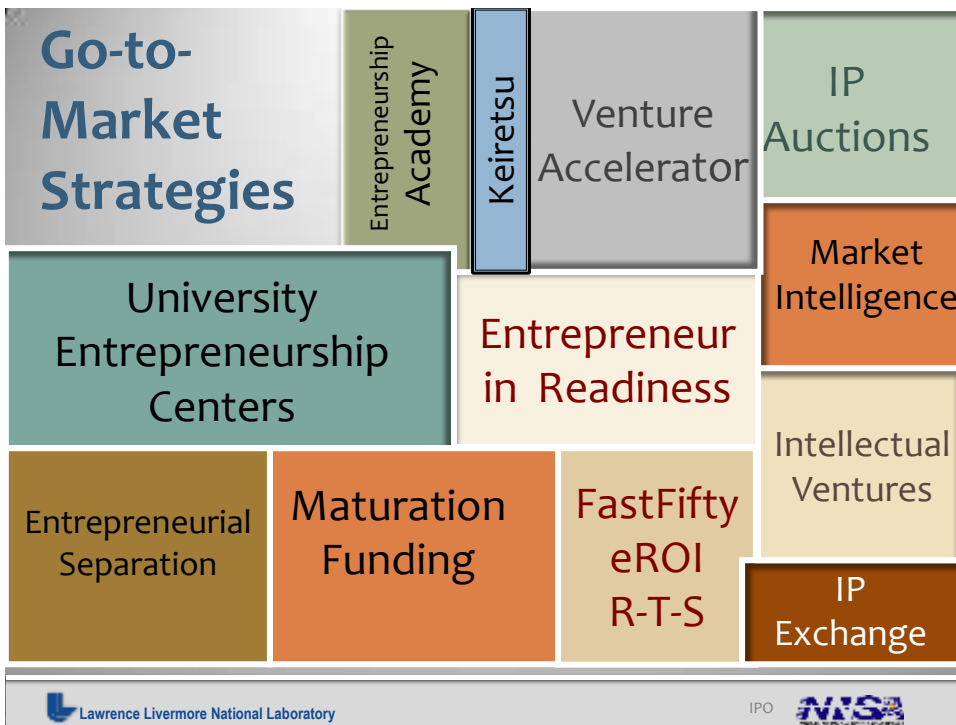 Go-to-
Market
Strategies
Entrepreneurship
Academy
Keiretsu
Venture
Accelerator
IP
Auctions
Market
Intelligence
University
Entrepreneurship
Centers
Entrepreneur
in Readiness
Intellectual
Ventures
Entrepreneurial
Separation
Maturation
Funding
FastFifty
eROI
R-T-S
IP
Exchange
Lawrence Livermore National Laboratory
IPO
NNSA